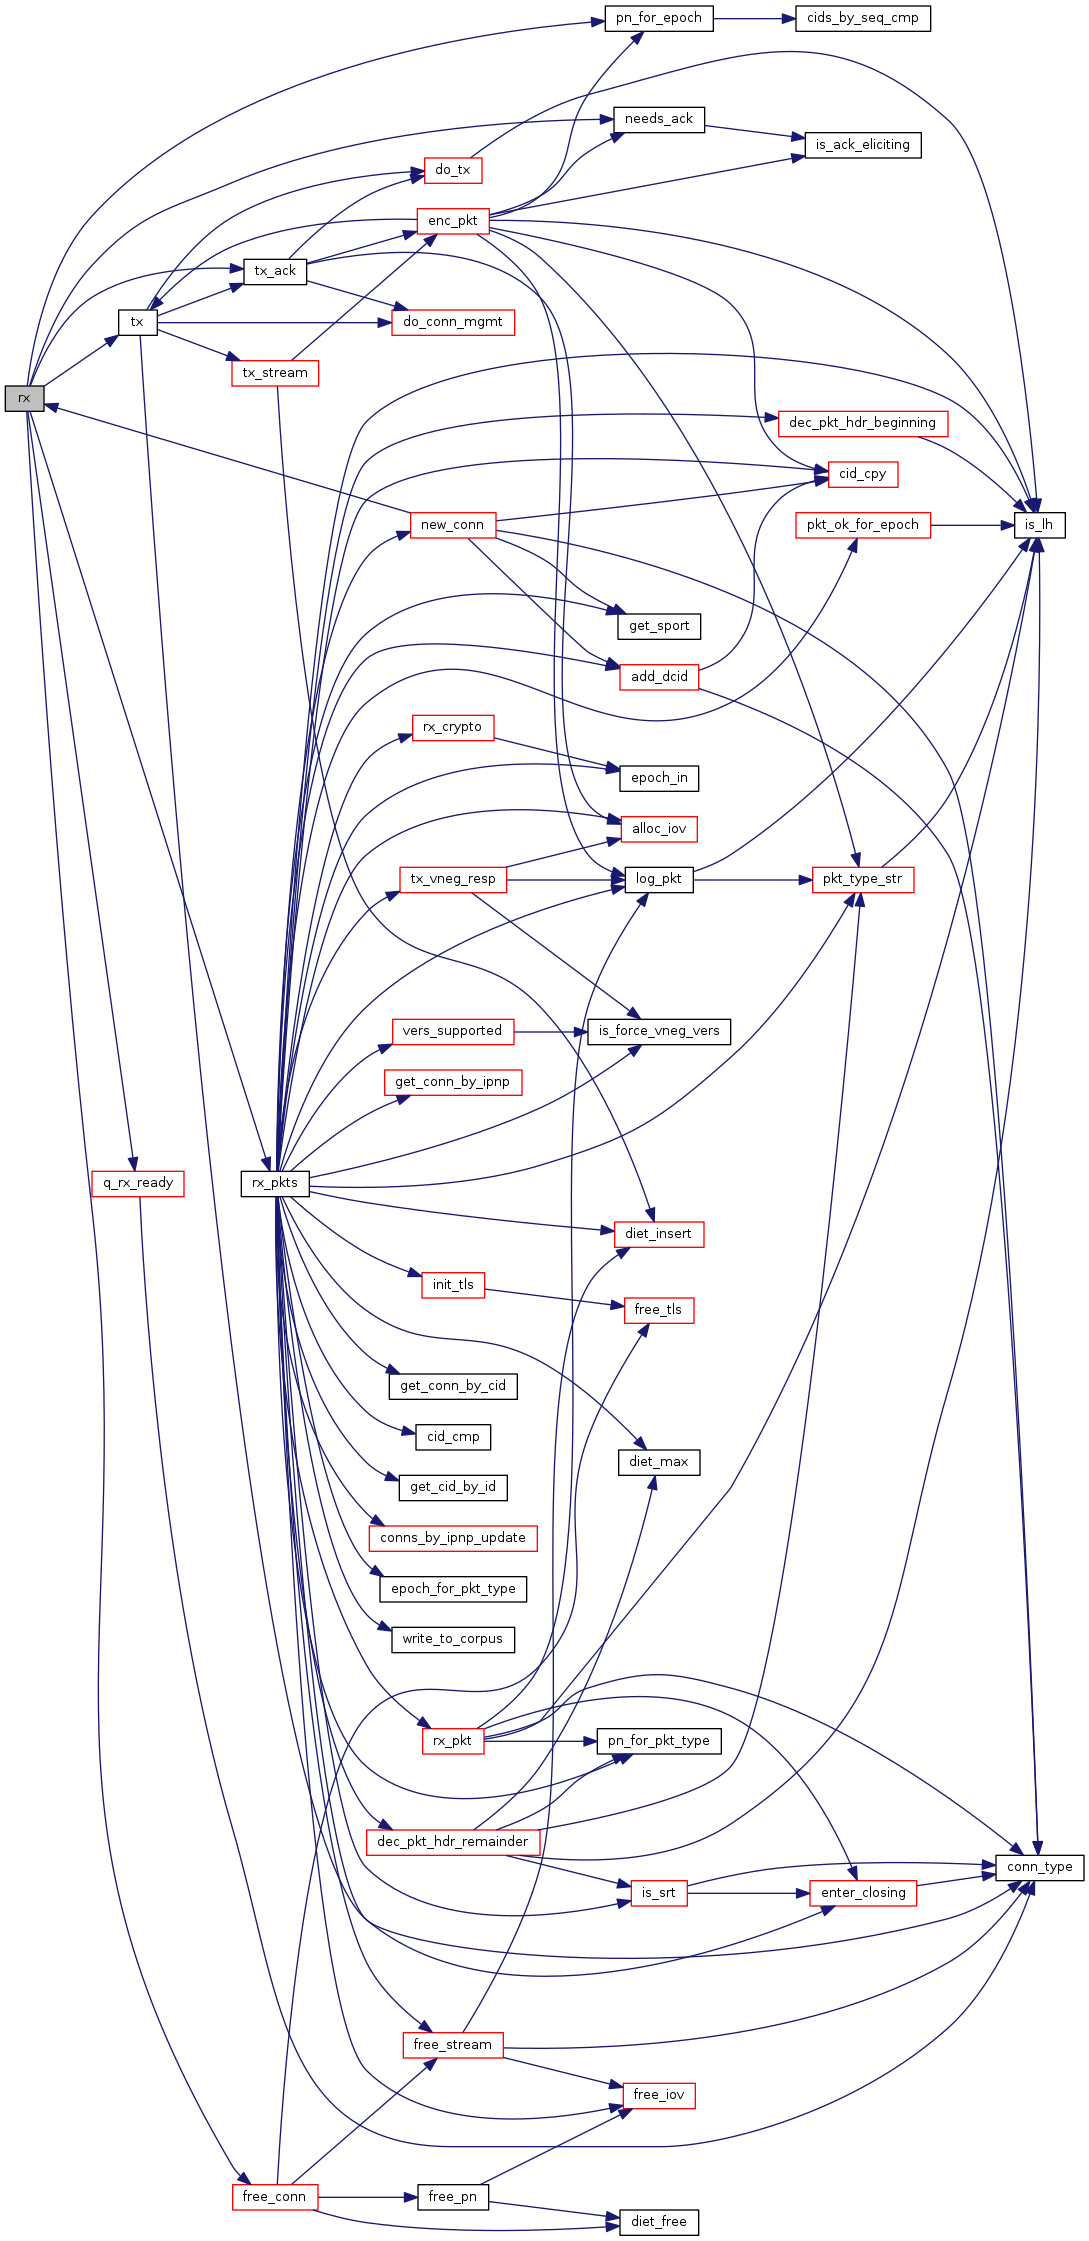 pn_for_epoch
cids_by_seq_cmp
needs_ack
is_ack_eliciting
do_tx
enc_pkt
tx_ack
tx
do_conn_mgmt
tx_stream
rx
dec_pkt_hdr_beginning
cid_cpy
new_conn
pkt_ok_for_epoch
is_lh
get_sport
add_dcid
rx_crypto
epoch_in
alloc_iov
tx_vneg_resp
log_pkt
pkt_type_str
vers_supported
is_force_vneg_vers
get_conn_by_ipnp
q_rx_ready
rx_pkts
diet_insert
init_tls
free_tls
get_conn_by_cid
cid_cmp
diet_max
get_cid_by_id
conns_by_ipnp_update
epoch_for_pkt_type
write_to_corpus
rx_pkt
pn_for_pkt_type
dec_pkt_hdr_remainder
conn_type
is_srt
enter_closing
free_stream
free_iov
free_conn
free_pn
diet_free